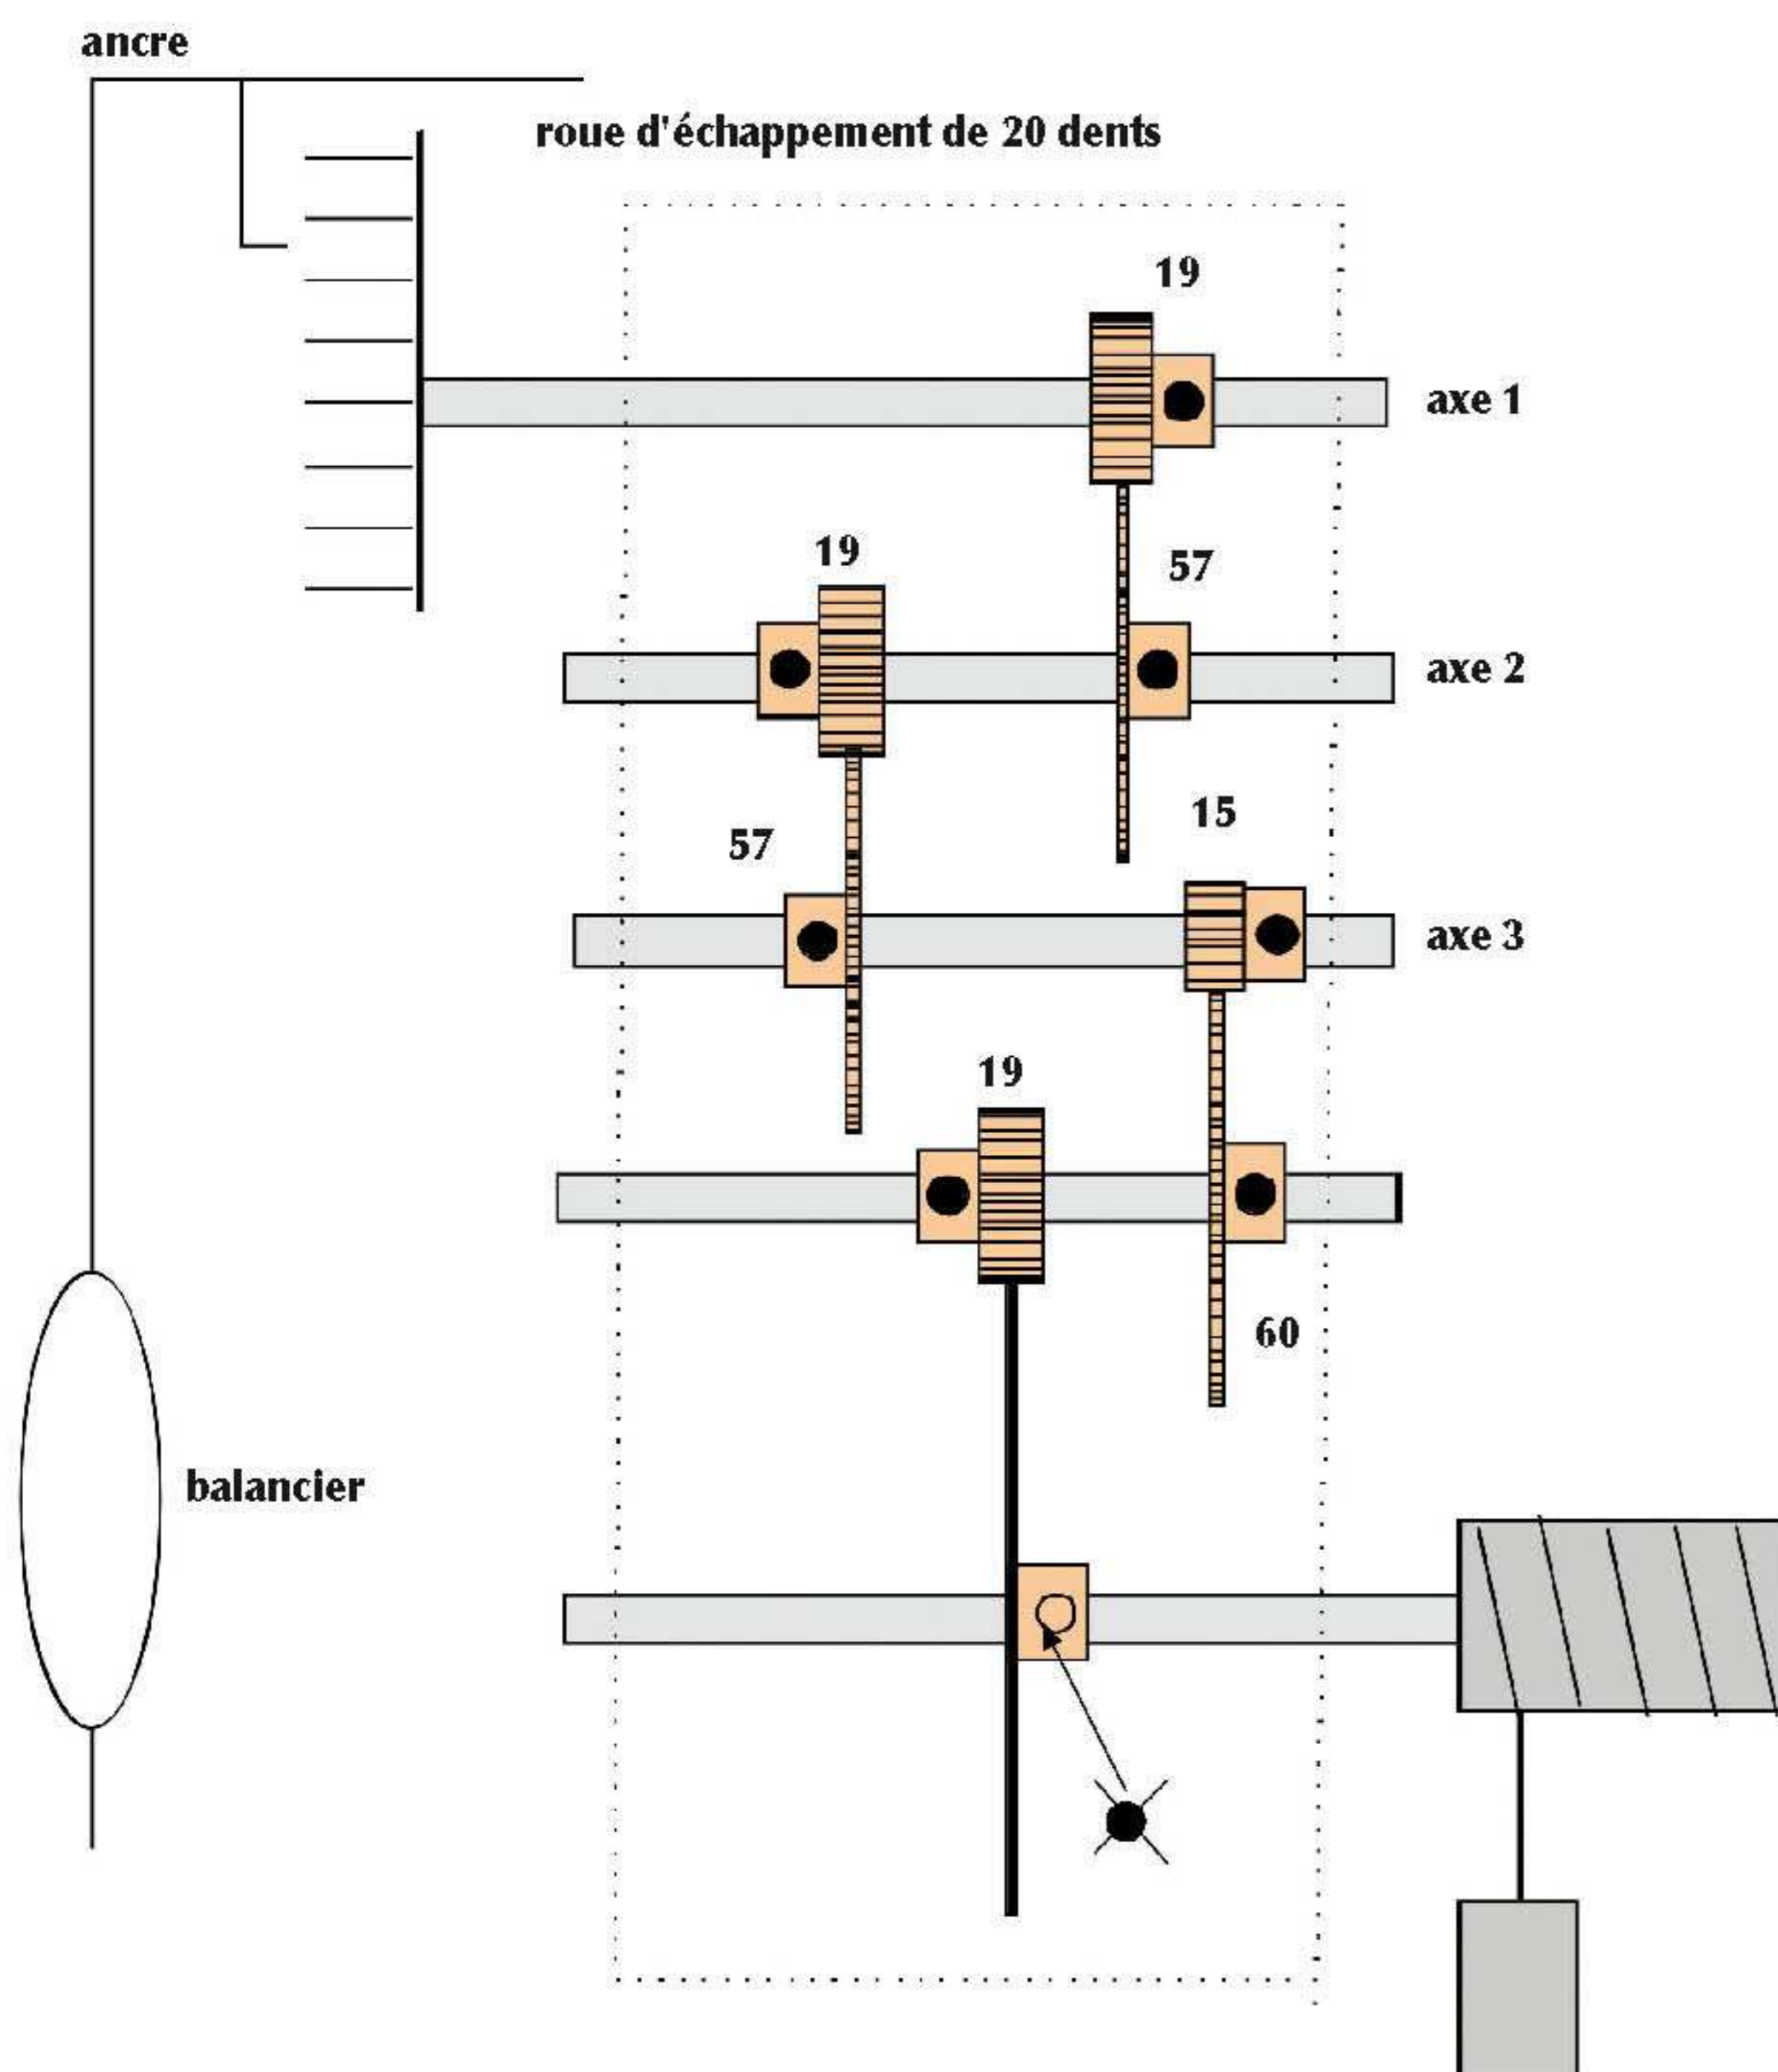 ancre
roue d'échappement de 20 dents
19
axe 1
19
57
axe 2
15
57
axe 3
19
60
balancier